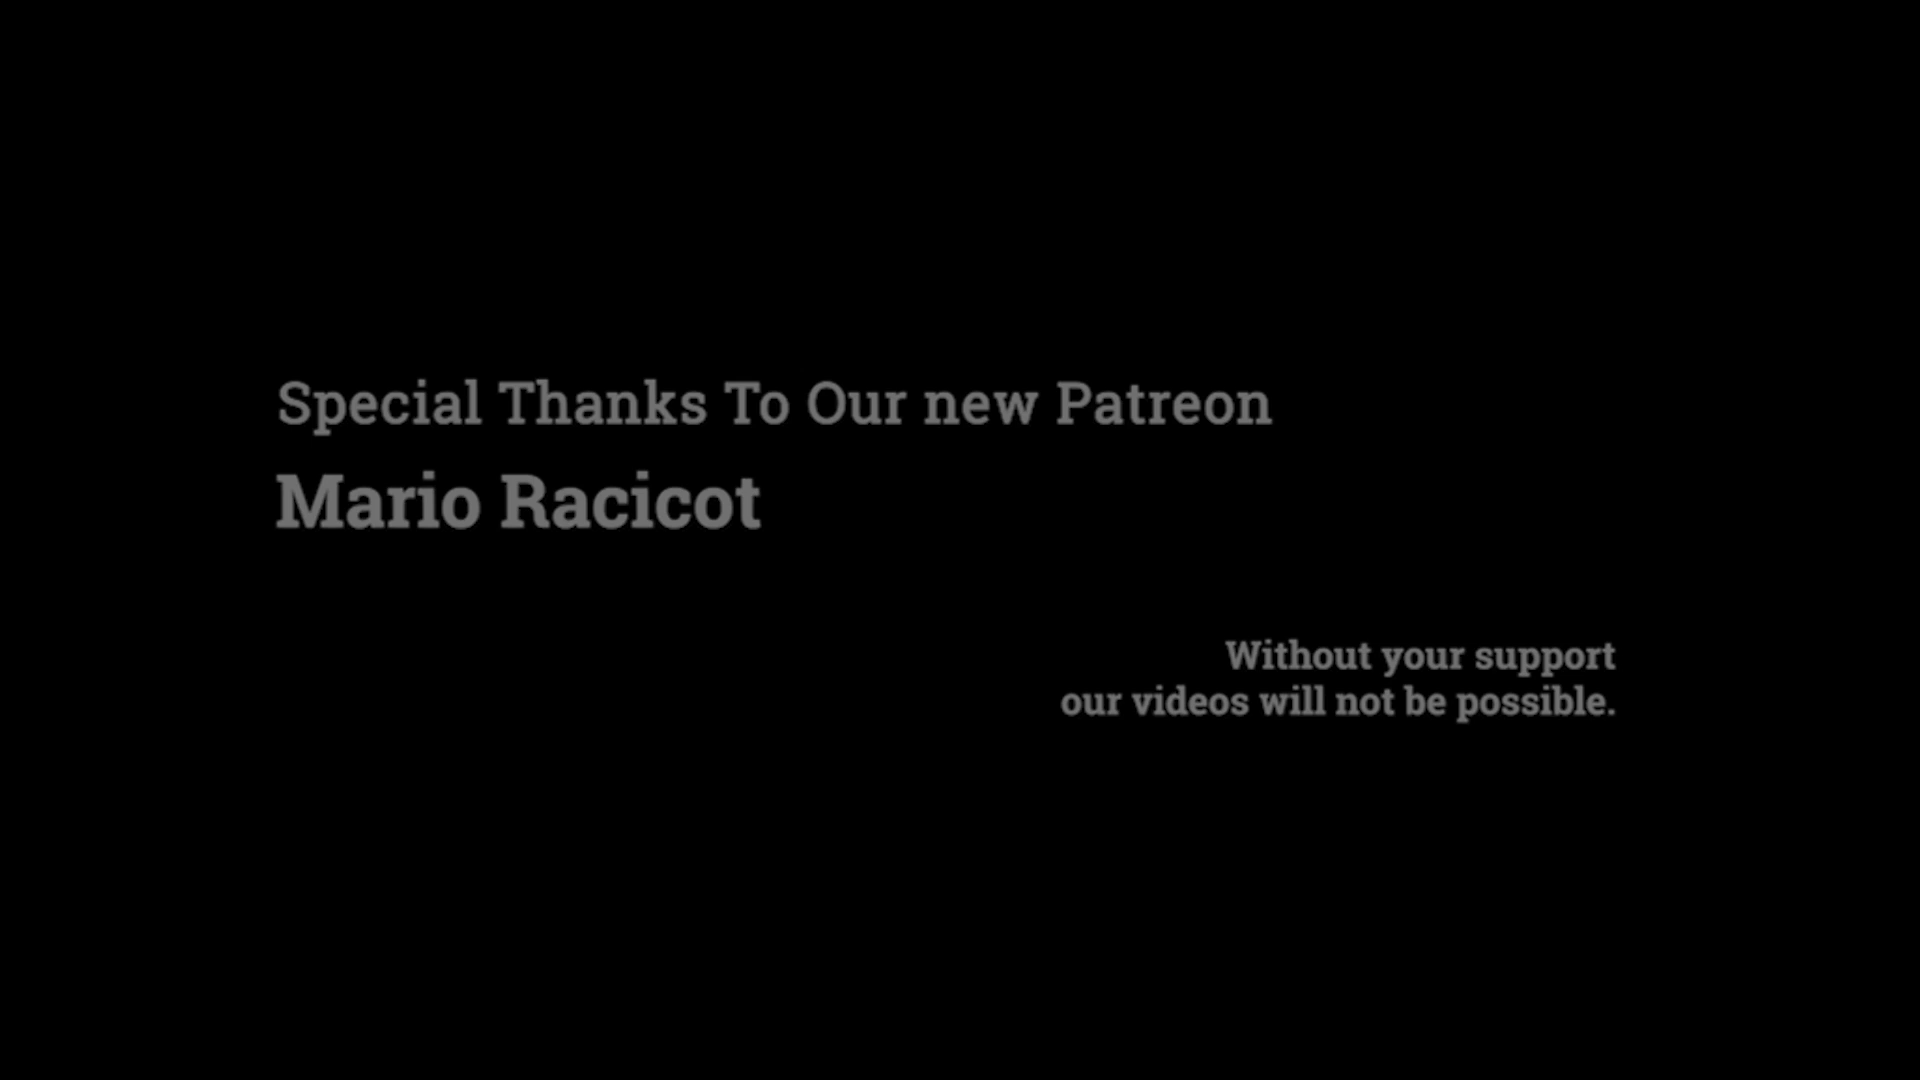 Special Thanks To Our new Patreon
Mario Racicot
Without your support
our videos will not be possible.